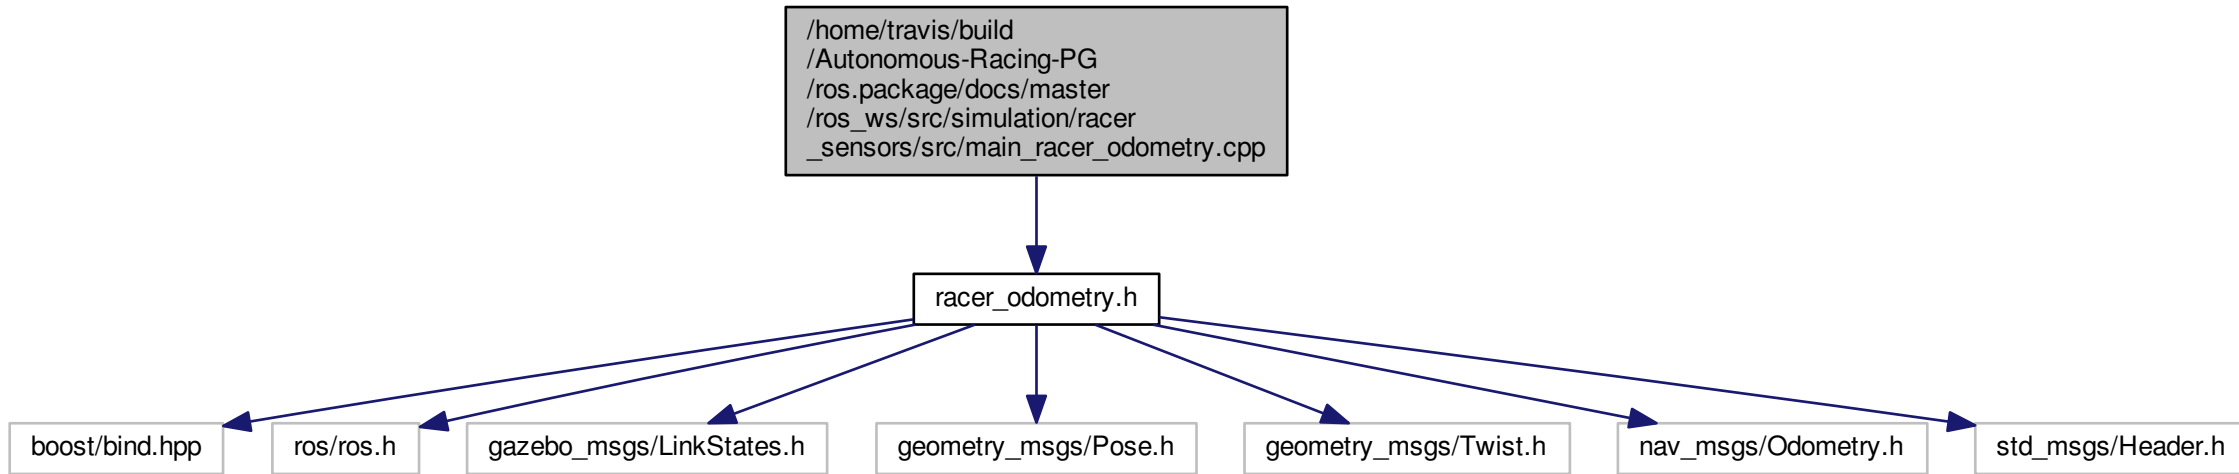 /home/travis/build
/Autonomous-Racing-PG
/ros.package/docs/master
/ros_ws/src/simulation/racer
_sensors/src/main_racer_odometry.cpp
racer_odometry.h
boost/bind.hpp
ros/ros.h
gazebo_msgs/LinkStates.h
geometry_msgs/Pose.h
geometry_msgs/Twist.h
nav_msgs/Odometry.h
std_msgs/Header.h